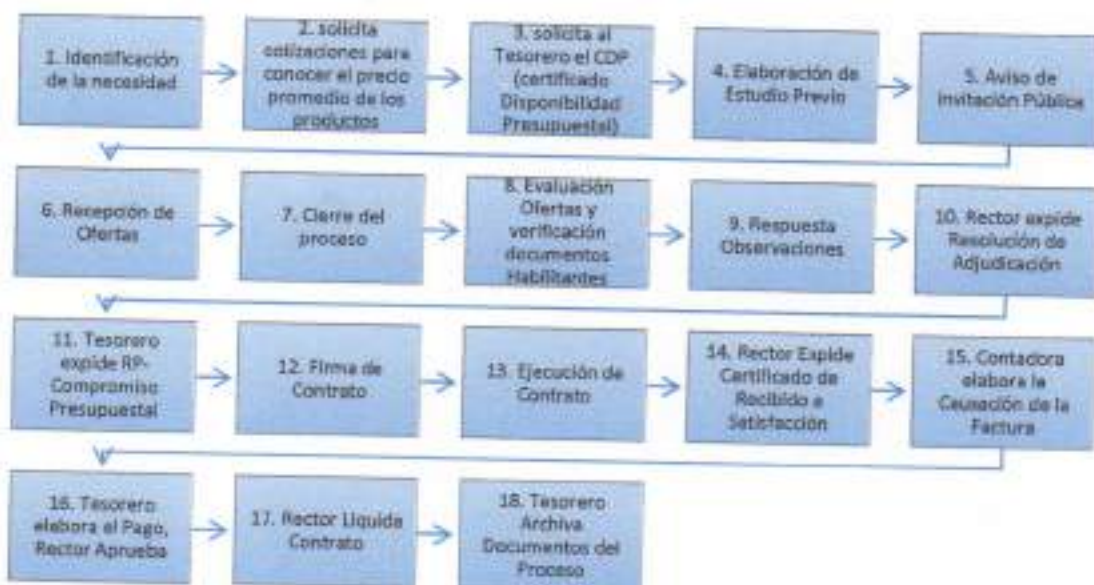 1. Identificación
de la necesidad
2. solicita
cotizaciones para
conocer el precio
promedio de los
productos
3. solicita al
Tesorero el CDP
(certificado
Disponibilidad
Presupuestal)
4. Elaboración de
Estudio Previo
5. Aviso de
Invitación Pública
6. Recepción de
Ofertas
7. Cierre del
proceso
8. Evaluación
Ofertas y
verificación
documentos
Habilitantes
9. Respuesta
Observaciones
10. Rector expide
Resolución de
Adjudicación
11. Tesorero
expide RP-
Compromiso
Presupuestal
12. Firma de
Contrato
13. Ejecución de
Contrato
14. Rector Expide
Certificado de
Recibido a
Satisfacción
15. Contadora
elabora la
Causación de la
Factura
16. Tesorero
elabora el Pago,
Rector Aprueba
17. Rector Liquida
Contrato
18. Tesorero
Archiva
Documentos del
Proceso